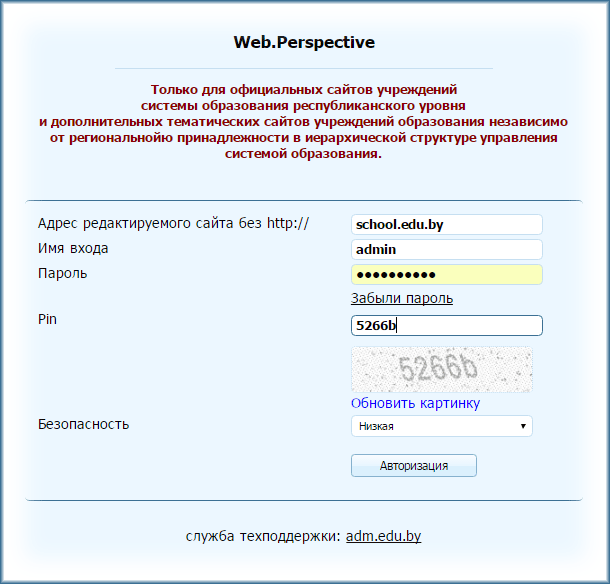 Web.Perspective
Только для официальных сайтов учреждений
системы образования республиканского уровня
и дополнительных тематических сайтов учреждений образования независимо
от региональнойю принадлежности в иерархической структуре управления
системой образования.
Адрес редактируемого сайта без http:// school.edu.by
Имя входа admin
Пароль ●●●●●●●●●●
Забыли пароль
Pin 5266b
5266b
Обновить картинку
Безопасность Низкая
Авторизация
служба техподдержки: adm.edu.by